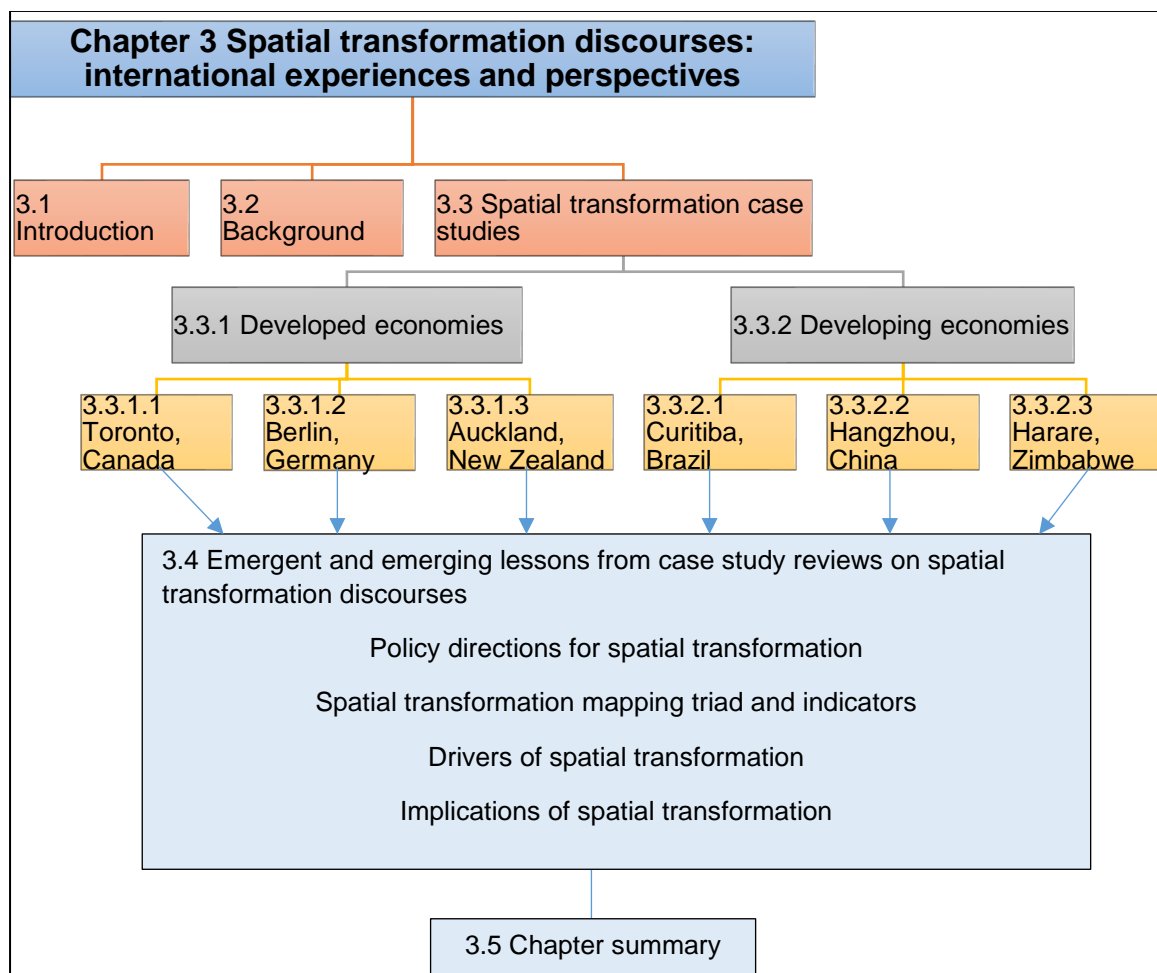 Chapter 3 Spatial transformation discourses:
international experiences and perspectives
3.1
Introduction
3.2
Background
3.3 Spatial transformation case
studies
3.3.1 Developed economies
3.3.2 Developing economies
3.3.1.1
Toronto,
Canada
3.3.1.2
Berlin,
Germany
3.3.1.3
Auckland,
New Zealand
3.3.2.1
Curitiba,
Brazil
3.3.2.2
Hangzhou,
China
3.3.2.3
Harare,
Zimbabwe
3.4 Emergent and emerging lessons from case study reviews on spatial
transformation discourses
Policy directions for spatial transformation
Spatial transformation mapping triad and indicators
Drivers of spatial transformation
Implications of spatial transformation
3.5 Chapter summary